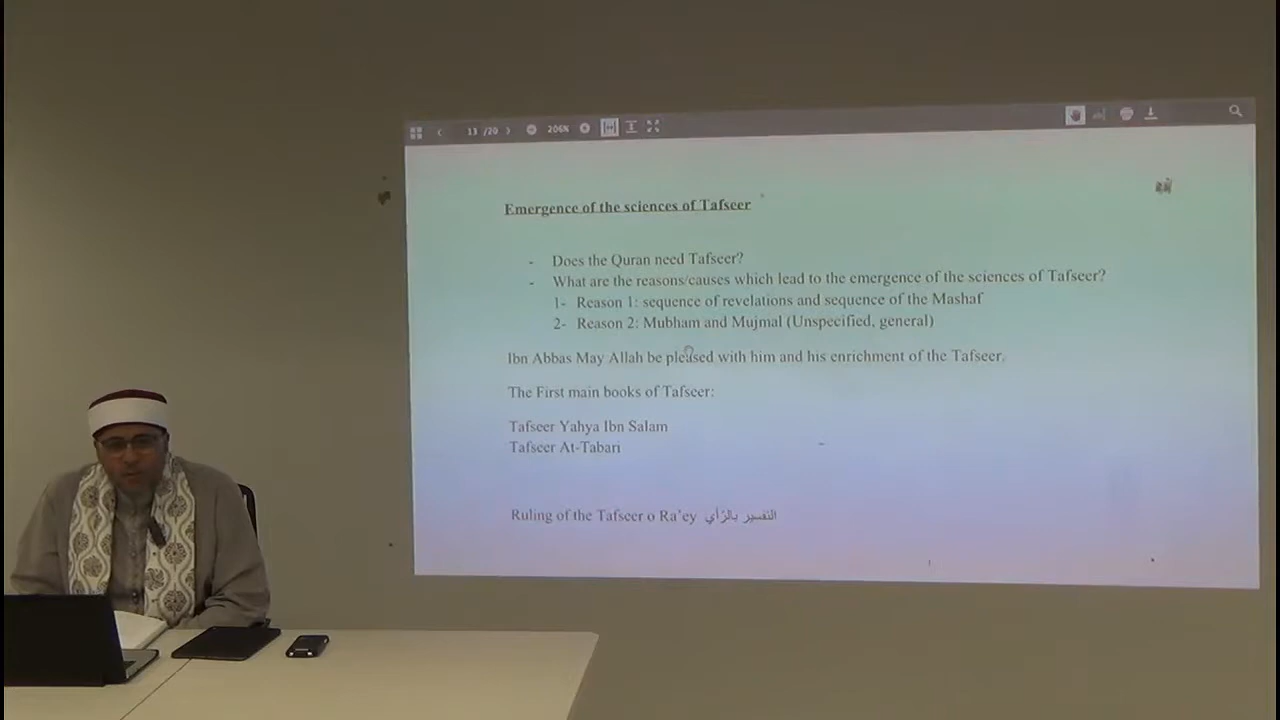 13 /20
206%
Emergence of the sciences of Tafseer
- Does the Quran need Tafseer?
- What are the reasons/causes which lead to the emergence of the sciences of Tafseer?
1- Reason 1: sequence of revelations and sequence of the Mashaf
2- Reason 2: Mubham and Mujmal (Unspecified, general)
Ibn Abbas May Allah be pleased with him and his enrichment of the Tafseer.
The First main books of Tafseer:
Tafseer Yahya Ibn Salam
Tafseer At-Tabari
Ruling of the Tafseer o Ra'ey التفسير بالرّأي